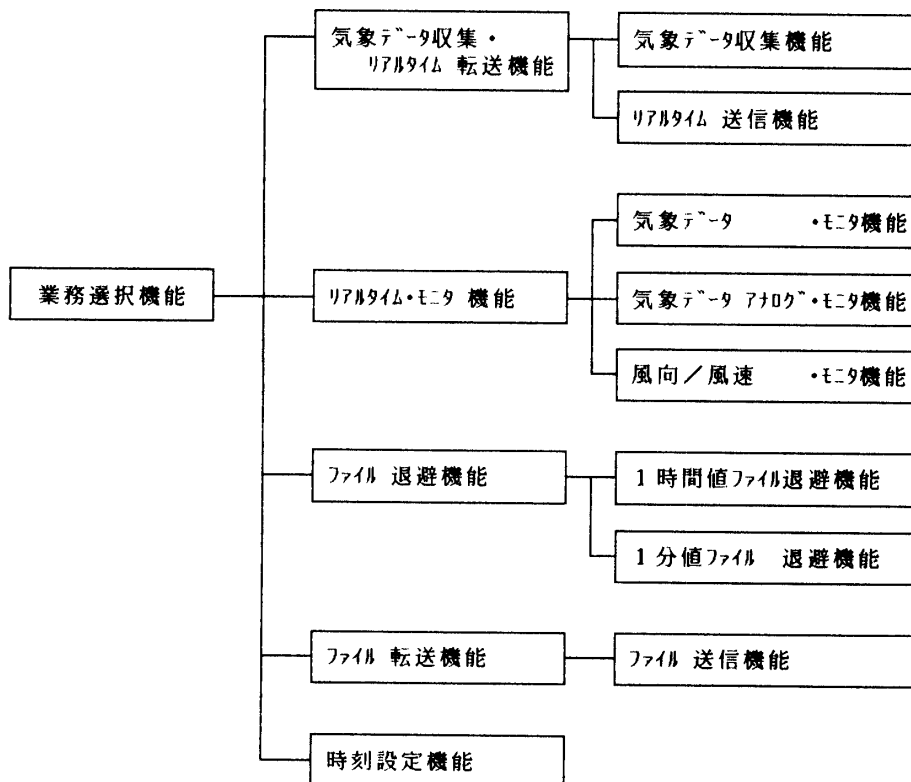 業務選択機能
気象ﾃﾞｰﾀ収集・
ﾘｱﾙﾀｲﾑ 転送機能
気象ﾃﾞｰﾀ収集機能
ﾘｱﾙﾀｲﾑ 送信機能
ﾘｱﾙﾀｲﾑ・ﾓﾆﾀ 機能
気象ﾃﾞｰﾀ ・ﾓﾆﾀ機能
気象ﾃﾞｰﾀ ｱﾅﾛｸﾞ・ﾓﾆﾀ機能
風向／風速 ・ﾓﾆﾀ機能
ﾌｧｲﾙ 退避機能
1時間値ﾌｧｲﾙ退避機能
1分値ﾌｧｲﾙ 退避機能
ﾌｧｲﾙ 転送機能
ﾌｧｲﾙ 送信機能
時刻設定機能